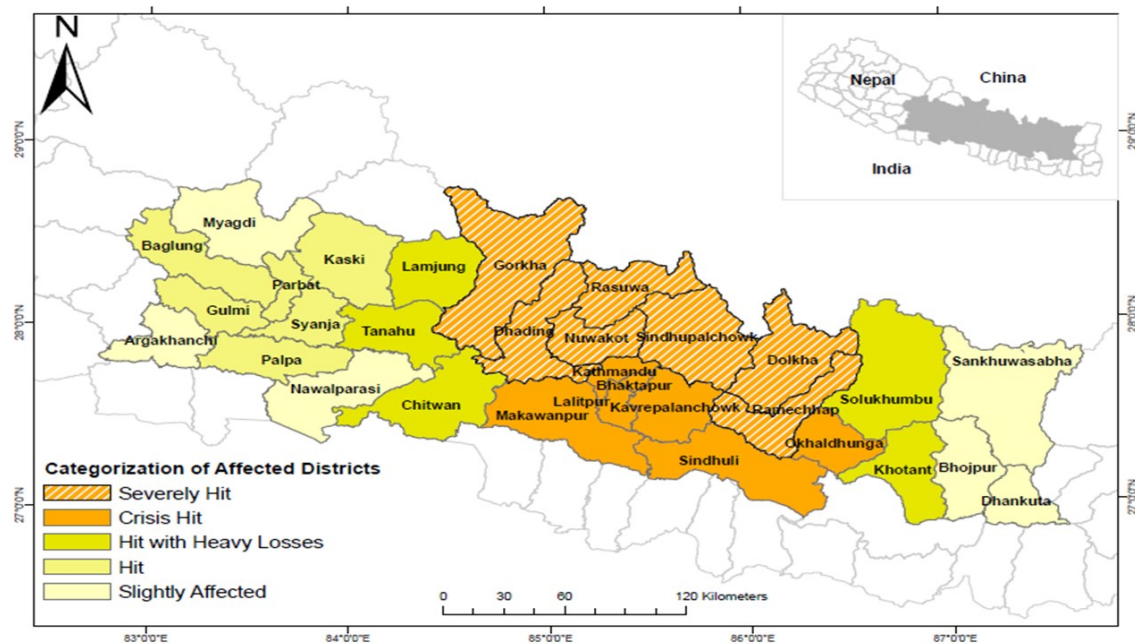 N
Nepal
China
India
29°0'0"N
29°0'0"N
28°0'0"N
28°0'0"N
27°0'0"N
27°0'0"N
Myagdi
Baglung
Kaski
Lamjung
Gorkha
Parbat
Rasuwa
Gulmi
Syanja
Tanahu
Dhading
Nuwakot
Sindhupalchowk
Argakhanchi
Palpa
Dolkha
Sankhuwasabha
Nawalparasi
Kathmandu
Bhaktapur
Chitwan
Lalitpur
Kavrepalanchowk
Ramechhap
Solukhumbu
Makawanpur
Okhaldhunga
Sindhuli
Khotant
Bhojpur
Dhankuta
Categorization of Affected Districts
Severely Hit
Crisis Hit
Hit with Heavy Losses
Hit
Slightly Affected
0 30 60 120 Kilometers
83°0'0"E
84°0'0"E
85°0'0"E
86°0'0"E
87°0'0"E